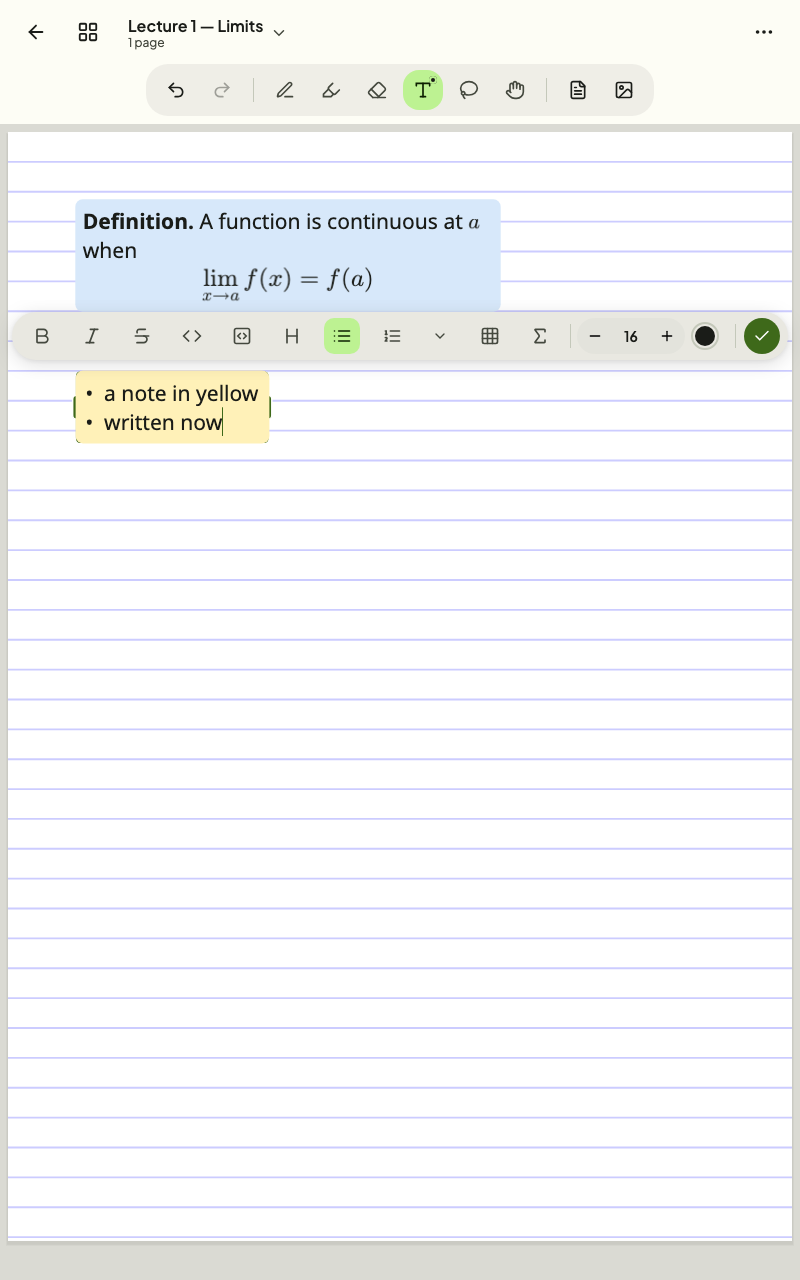 Lecture 1 — Limits
1 page
Definition. A function is continuous at a
when
lim f(x) = f(a)
x→a
16
• a note in yellow
• written now